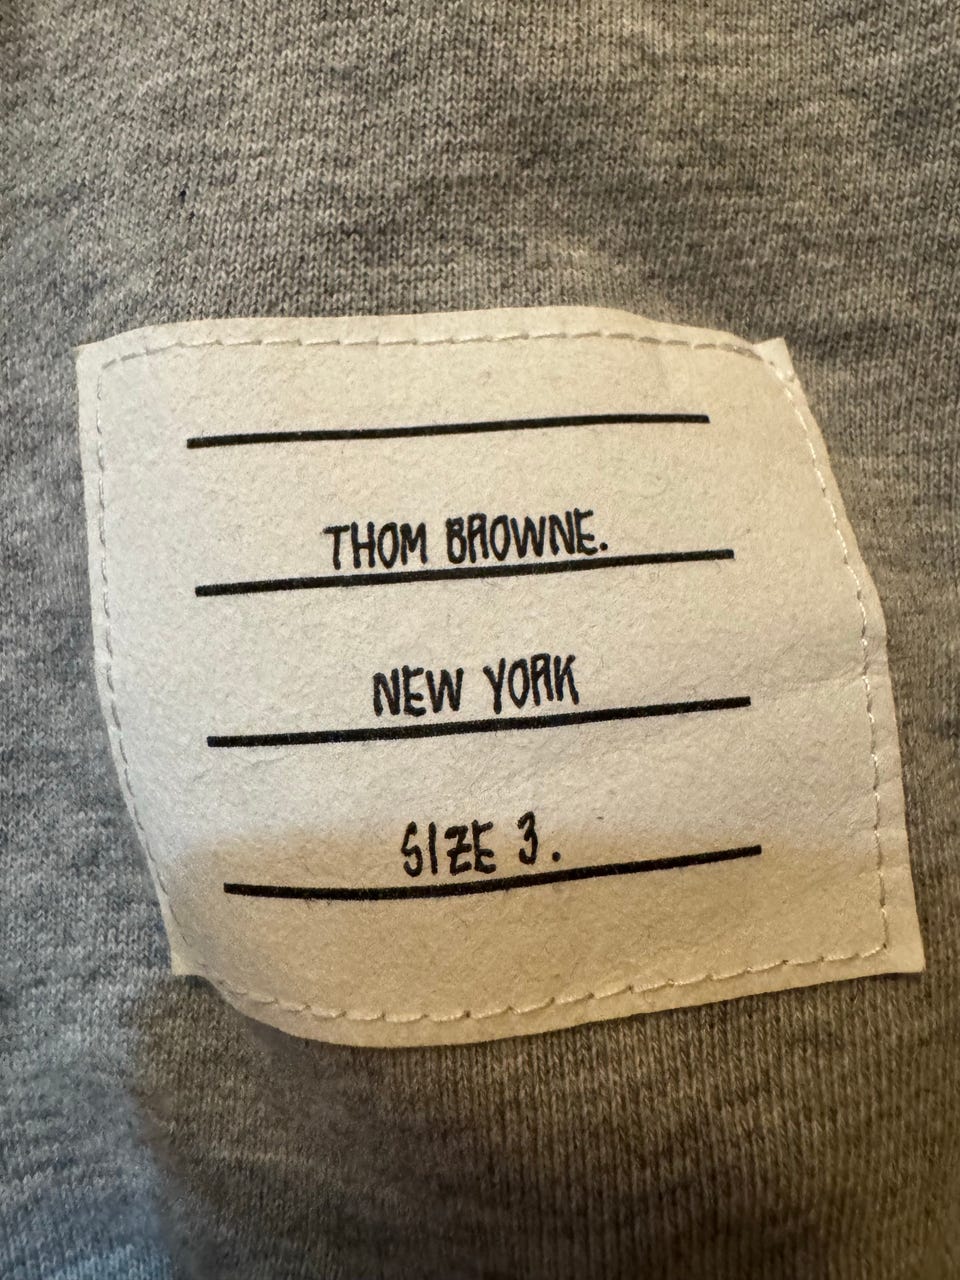 THOM BROWNE.
NEW YORK
SIZE 3.